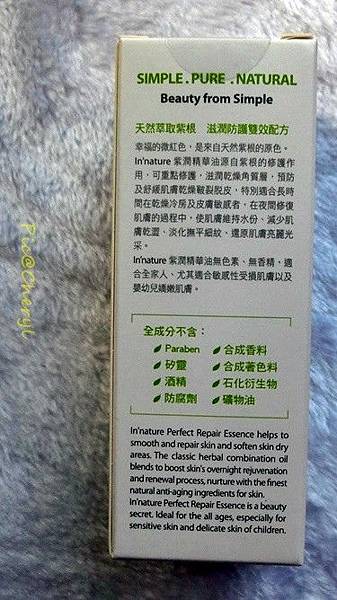 SIMPLE . PURE . NATURAL
Beauty from Simple
天然萃取紫根 滋潤防護雙效配方
幸福的微紅色，是來自天然紫根的原色。
In'nature 紫潤精華油源自紫根的修護作
用，可重點修護，滋潤乾燥角質層，預防
及舒緩肌膚乾燥皸裂脫皮，特別適合長時
間在乾燥冷房及皮膚敏感者，在夜間修復
肌膚的過程中，使肌膚維持水份、減少肌
膚乾澀、淡化撫平細紋、還原肌膚亮麗光
采。
In'nature 紫潤精華油無色素、無香精，適
合全家人、尤其適合敏感性受損肌膚以及
嬰幼兒嬌嫩肌膚。
全成分不含：
Paraben 合成香料
矽靈 合成著色料
酒精 石化衍生物
防腐劑 礦物油
In'nature Perfect Repair Essence helps to
smooth and repair skin and soften skin dry
areas. The classic herbal combination oil
blends to boost skin's overnight rejuvenation
and renewal process, nurture with the finest
natural anti-aging ingredients for skin.
In'nature Perfect Repair Essence is a beauty
secret. Ideal for the all ages, especially for
sensitive skin and delicate skin of children.
Pic@Cheryl